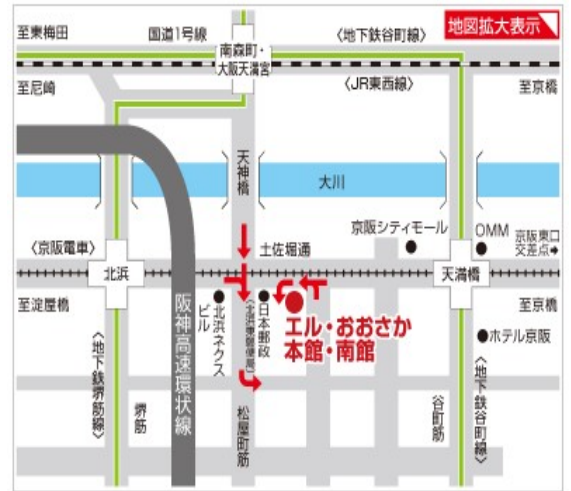 地図拡大表示
至東梅田
国道1号線
〈地下鉄谷町線〉
南森町・
大阪天満宮
至尼崎
〈JR東西線〉
至京橋
天神橋
大川
京阪シティモール
OMM
京阪東口
交差点
〈京阪電車〉
土佐堀通
北浜
天満橋
至淀屋橋
至京橋
阪神高速環状線
北浜ネクス
ビル
日本郵政
エル・おおさか
本館・南館
ホテル京阪
〈地下鉄堺筋線〉
堺筋
松屋町筋
谷町筋
〈地下鉄谷町線〉